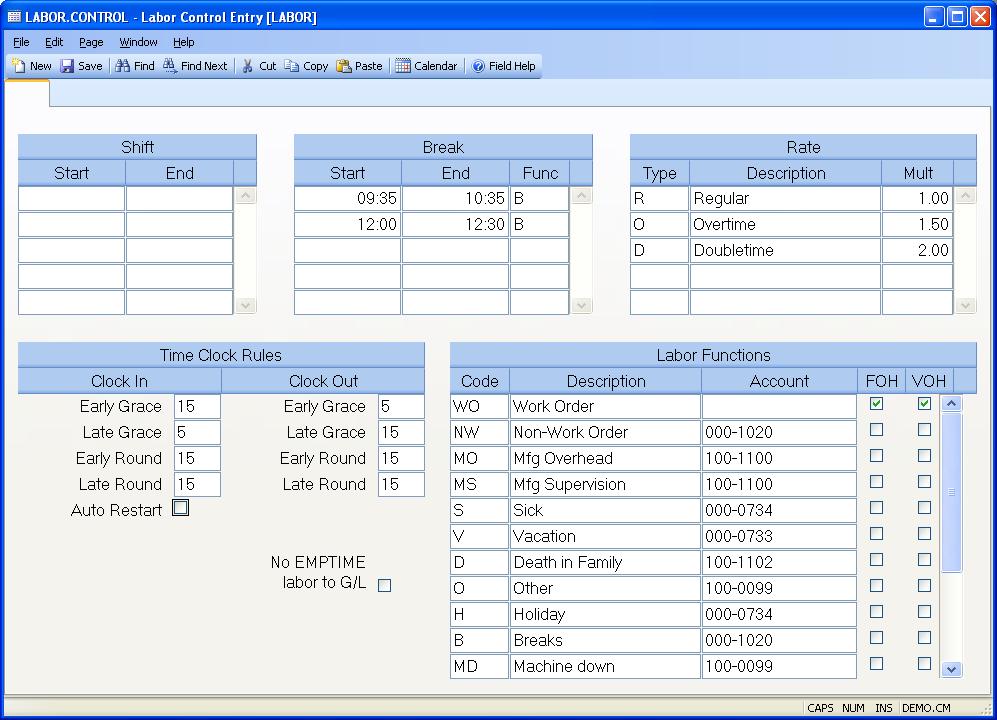 LABOR.CONTROL - Labor Control Entry [LABOR]
File Edit Page Window Help
New Save Find Find Next Cut Copy Paste Calendar Field Help
Shift
Start End
Break
Start End Func
09:35 10:35 B
12:00 12:30 B
Rate
Type Description Mult
R Regular 1.00
O Overtime 1.50
D Doubletime 2.00
Time Clock Rules
Clock In Clock Out
Early Grace 15 Early Grace 5
Late Grace 5 Late Grace 15
Early Round 15 Early Round 15
Late Round 15 Late Round 15
Auto Restart
No EMPTIME
labor to G/L
Labor Functions
Code Description Account FOH VOH
WO Work Order
NW Non-Work Order 000-1020
MO Mfg Overhead 100-1100
MS Mfg Supervision 100-1100
S Sick 000-0734
V Vacation 000-0733
D Death in Family 100-1102
O Other 100-0099
H Holiday 000-0734
B Breaks 000-1020
MD Machine down 100-0099
CAPS NUM INS DEMO.CM